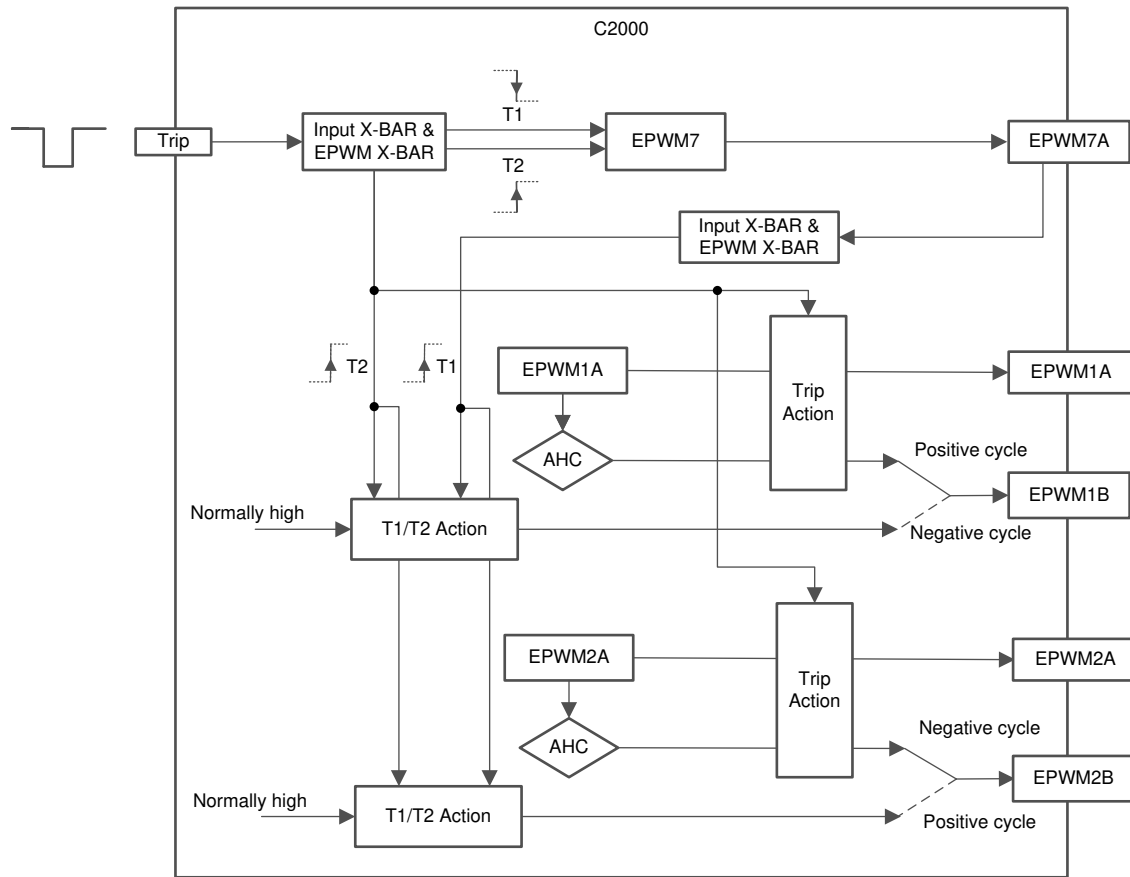 C2000
T1
Trip
Input X-BAR &
EPWM X-BAR
EPWM7
EPWM7A
T2
Input X-BAR &
EPWM X-BAR
T2
T1
EPWM1A
Trip
Action
EPWM1A
AHC
Positive cycle
EPWM1B
Normally high
T1/T2 Action
Negative cycle
EPWM2A
Trip
Action
EPWM2A
AHC
Negative cycle
EPWM2B
Normally high
T1/T2 Action
Positive cycle